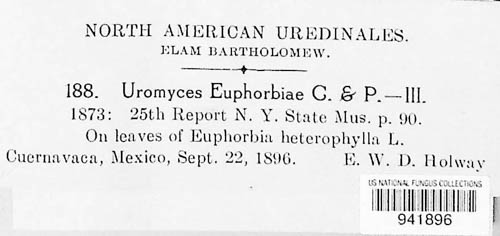 NORTH AMERICAN UREDINALES.
ELAM BARTHOLOMEW.
188. Uromyces Euphorbiae C. & P.—III.
1873: 25th Report N. Y. State Mus. p. 90.
On leaves of Euphorbia heterophylla L.
Cuernavaca, Mexico, Sept. 22, 1896. E. W. D. Holway
US NATIONAL FUNGUS COLLECTIONS
941896